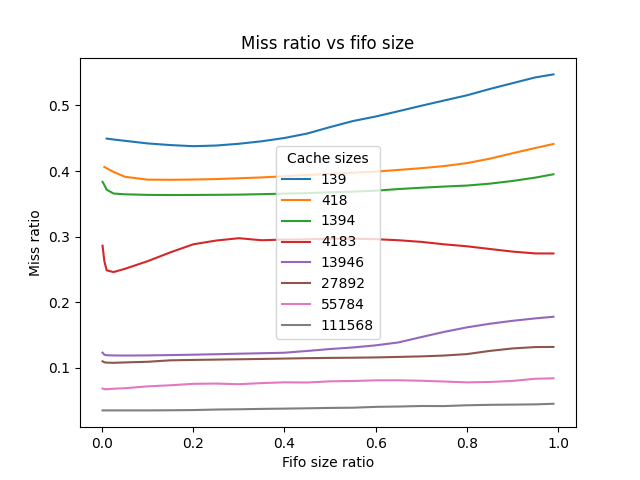 Miss ratio vs fifo size
Miss ratio
0.5
0.4
0.3
0.2
0.1
Cache sizes
139
418
1394
4183
13946
27892
55784
111568
0.0 0.2 0.4 0.6 0.8 1.0
Fifo size ratio